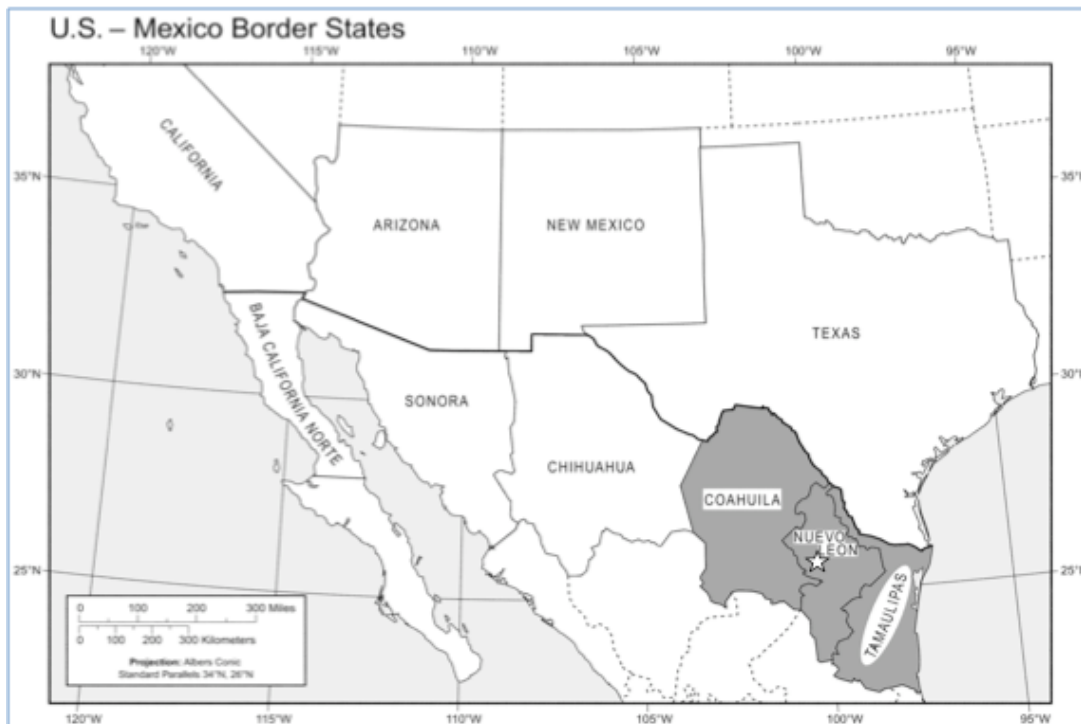 U.S. – Mexico Border States
120°W 115°W 110°W 105°W 100°W 95°W
CALIFORNIA
35°N 35°N
ARIZONA NEW MEXICO
BAJA CALIFORNIA NORTE
TEXAS
30°N 30°N
SONORA
CHIHUAHUA
COAHUILA
NUEVO
LEON
25°N 25°N
TAMAULIPAS
0 100 200 300 Miles
0 100 200 300 Kilometers
Projection: Albers Conic
Standard Parallels 34°N, 26°N
120°W 115°W 110°W 105°W 100°W 95°W